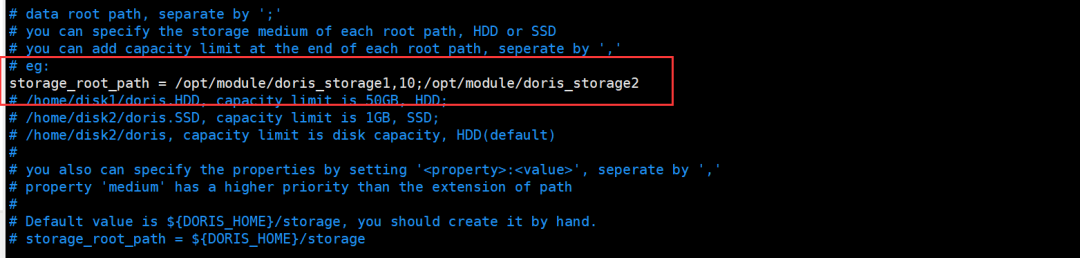 # data root path, separate by ';'
# you can specify the storage medium of each root path, HDD or SSD
# you can add capacity limit at the end of each root path, seperate by ','
# eg:
storage_root_path = /opt/module/doris_storage1,10;/opt/module/doris_storage2
# /home/disk1/doris.HDD, capacity limit is 50GB, HDD;
# /home/disk2/doris.SSD, capacity limit is 1GB, SSD;
# /home/disk2/doris, capacity limit is disk capacity, HDD(default)
#
# you also can specify the properties by setting '<property>:<value>', seperate by ','
# property 'medium' has a higher priority than the extension of path
#
# Default value is ${DORIS_HOME}/storage, you should create it by hand.
# storage_root_path = ${DORIS_HOME}/storage